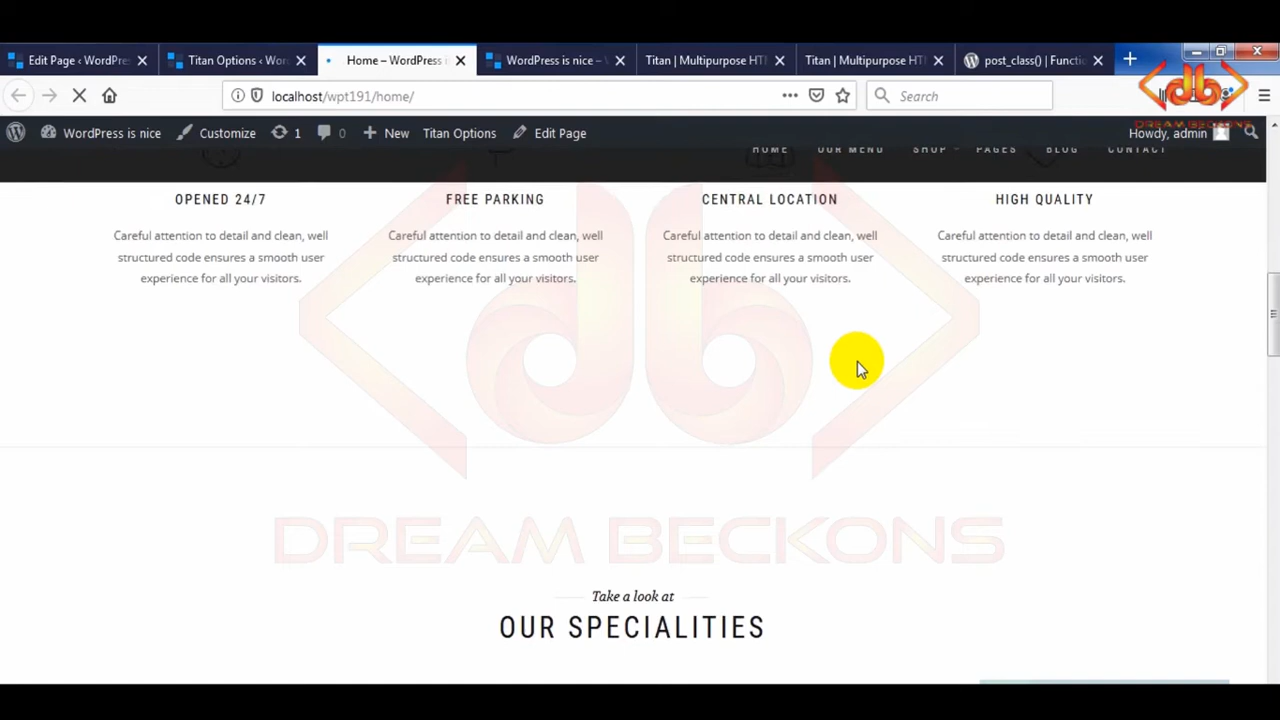 Edit Page ‹ WordPre
Titan Options ‹ Wor
Home – WordPress i
WordPress is nice –
Titan | Multipurpose HT
Titan | Multipurpose HT
post_class() | Functio
localhost/wpt191/home/
Search
WordPress is nice
Customize
1
0
New
Titan Options
Edit Page
Howdy, admin
DREAM BECKONS
HOME
OUR MENU
SHOP
PAGES
BLOG
CONTACT
OPENED 24/7
Careful attention to detail and clean, well
structured code ensures a smooth user
experience for all your visitors.
FREE PARKING
Careful attention to detail and clean, well
structured code ensures a smooth user
experience for all your visitors.
CENTRAL LOCATION
Careful attention to detail and clean, well
structured code ensures a smooth user
experience for all your visitors.
HIGH QUALITY
Careful attention to detail and clean, well
structured code ensures a smooth user
experience for all your visitors.
DREAM BECKONS
Take a look at
OUR SPECIALITIES